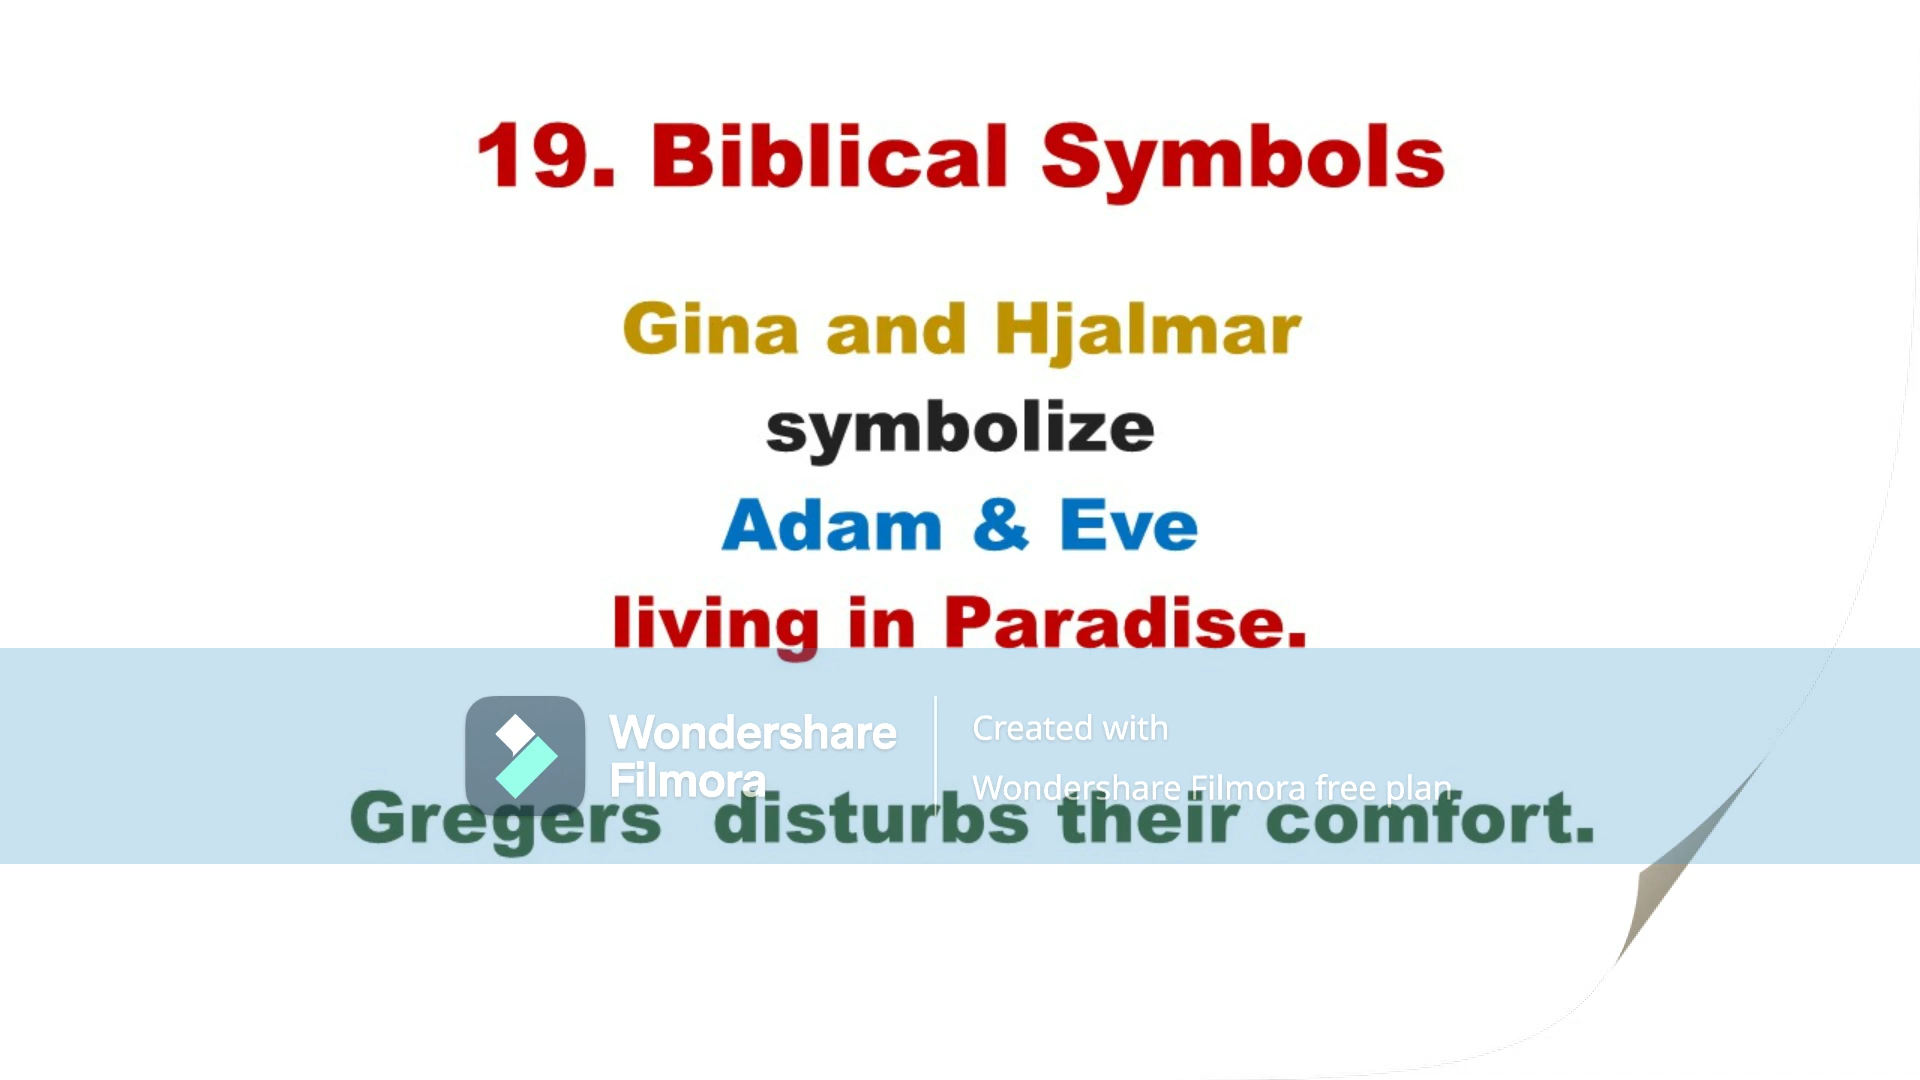 19. Biblical Symbols
Gina and Hjalmar
symbolize
Adam & Eve
living in Paradise.
Wondershare
Filmora
Created with
Wondershare Filmora free plan
Gregers disturbs their comfort.